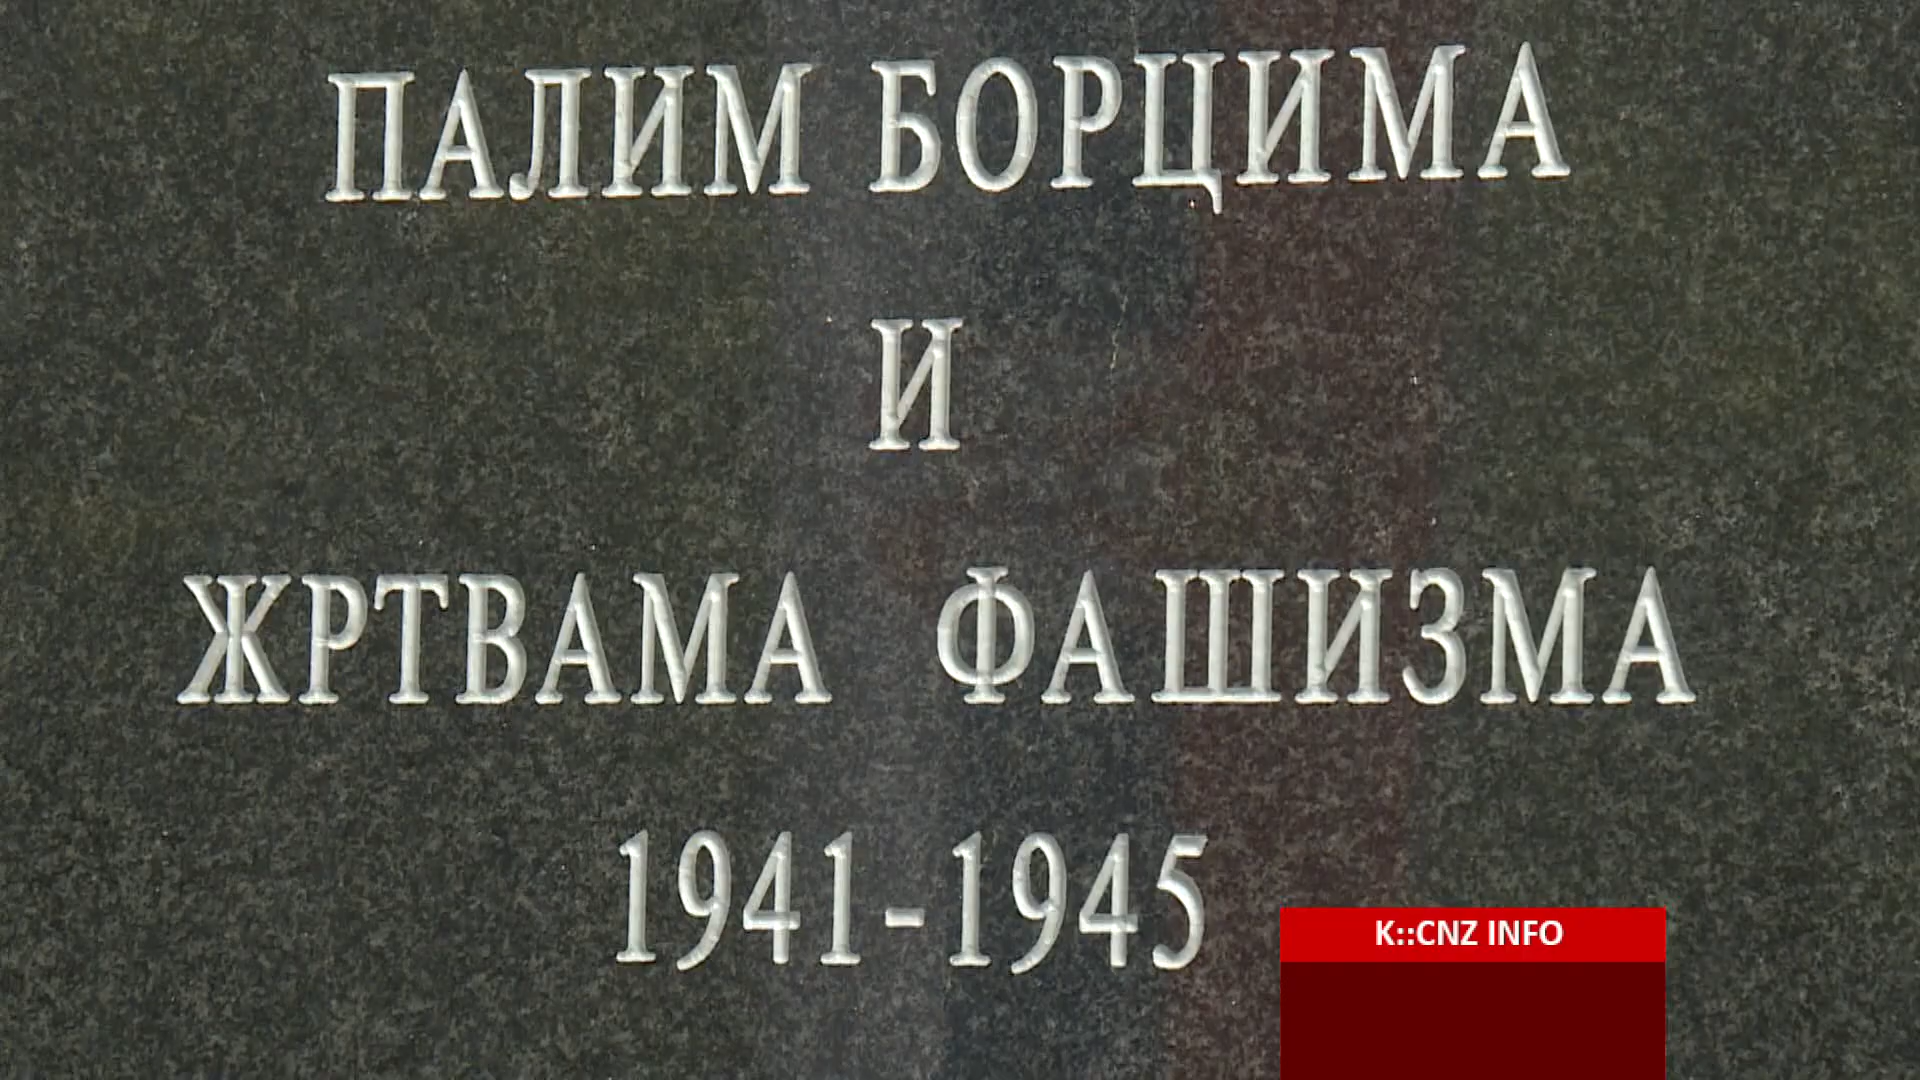 ПАЛИМ БОРЦИМА
И
ЖРТВАМА ФАШИЗМА
1941-1945
K::CNZ INFO